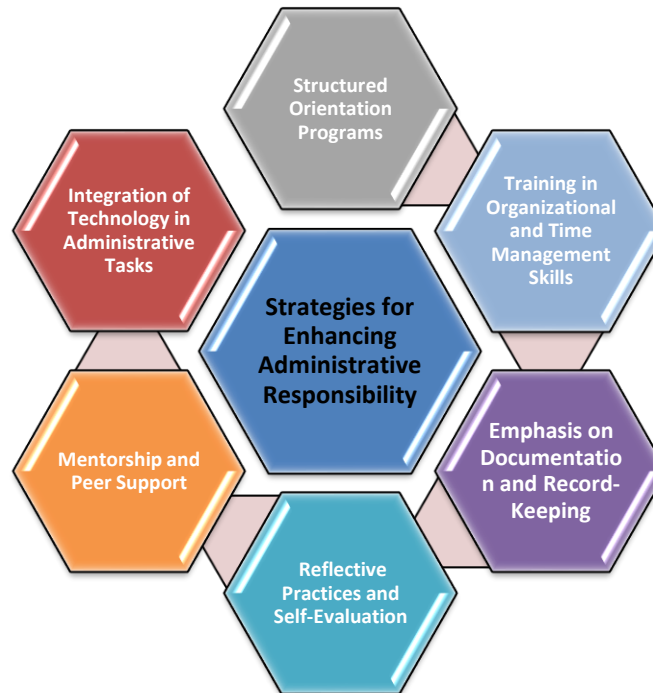 Structured
Orientation
Programs
Integration of
Technology in
Administrative
Tasks
Training in
Organizational
and Time
Management
Skills
Strategies for
Enhancing
Administrative
Responsibility
Mentorship and
Peer Support
Emphasis on
Documentatio
n and Record-
Keeping
Reflective
Practices and
Self-Evaluation